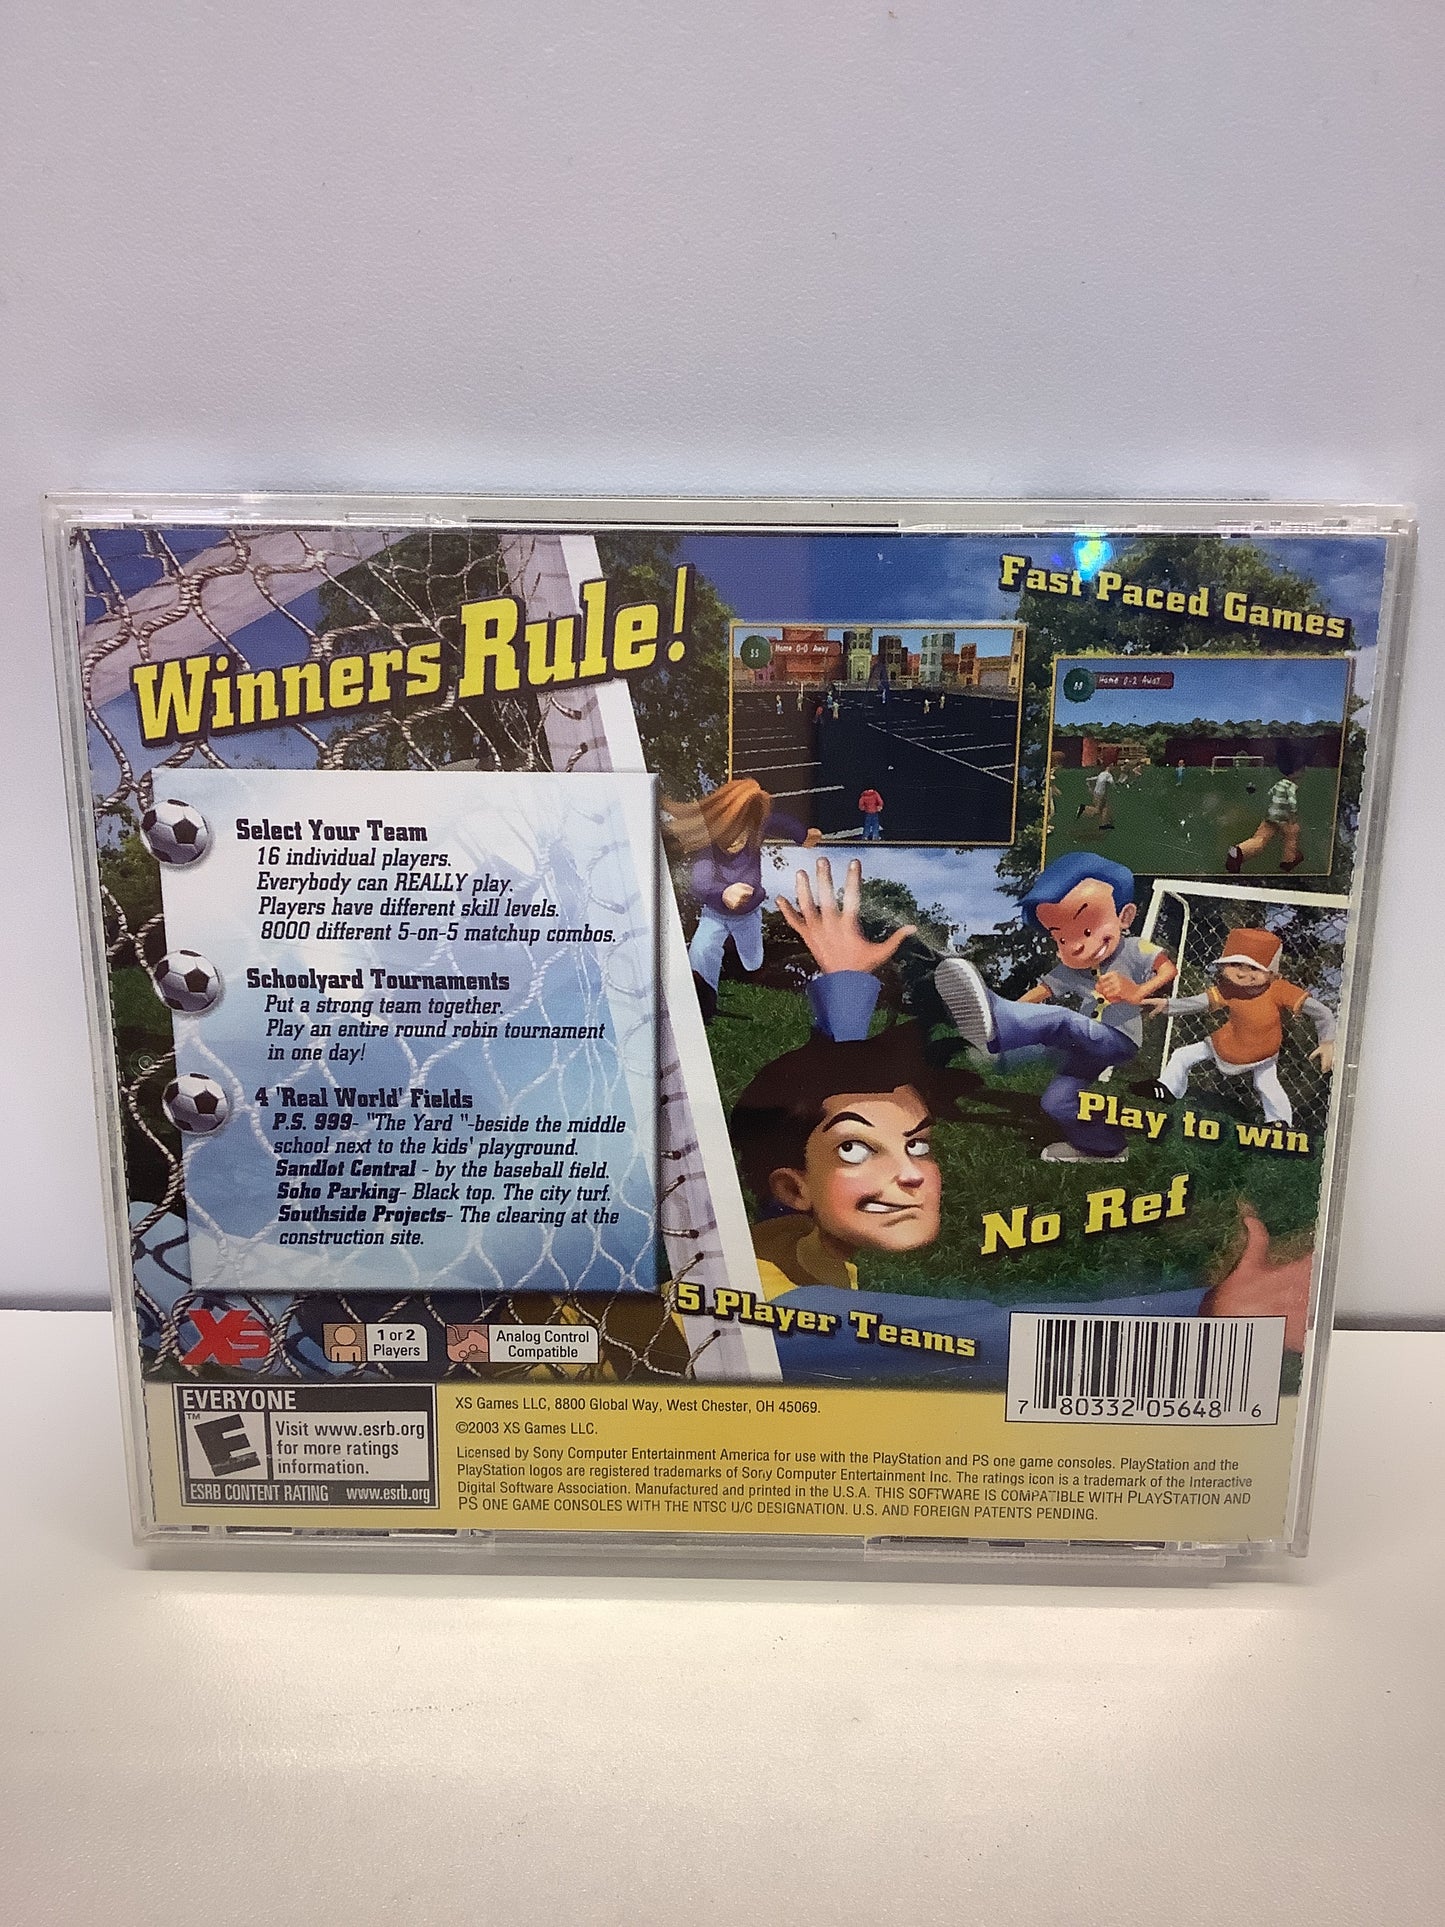 Winners Rule!
Fast Paced Games
Home 0-0 Away
Home 0-2 Away
Select Your Team
16 individual players.
Everybody can REALLY play.
Players have different skill levels.
8000 different 5-on-5 matchup combos.
Schoolyard Tournaments
Put a strong team together.
Play an entire round robin tournament
in one day!
4 'Real World' Fields
P.S. 999- "The Yard "-beside the middle
school next to the kids' playground.
Sandlot Central - by the baseball field.
Soho Parking- Black top. The city turf.
Southside Projects- The clearing at the
construction site.
Play to win
No Ref
5 Player Teams
XS
1 or 2
Players
Analog Control
Compatible
7 80332 05648 6
EVERYONE
E
TM
Visit www.esrb.org
for more ratings
information.
ESRB CONTENT RATING www.esrb.org
XS Games LLC, 8800 Global Way, West Chester, OH 45069.
©2003 XS Games LLC.
Licensed by Sony Computer Entertainment America for use with the PlayStation and PS one game consoles. PlayStation and the
PlayStation logos are registered trademarks of Sony Computer Entertainment Inc. The ratings icon is a trademark of the Interactive
Digital Software Association. Manufactured and printed in the U.S.A. THIS SOFTWARE IS COMPATIBLE WITH PLAYSTATION AND
PS ONE GAME CONSOLES WITH THE NTSC U/C DESIGNATION. U.S. AND FOREIGN PATENTS PENDING.